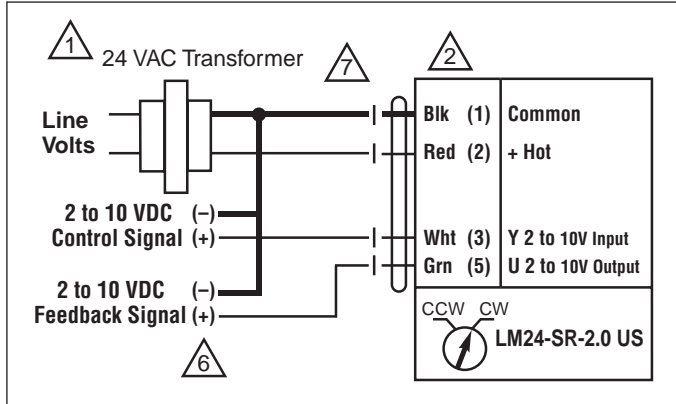 1 24 VAC Transformer 7 2
Line
Volts
Blk (1) Common
Red (2) + Hot
2 to 10 VDC (–)
Control Signal (+)
Wht (3) Y 2 to 10V Input
Grn (5) U 2 to 10V Output
2 to 10 VDC (–)
Feedback Signal (+)
6
CCW CW
LM24-SR-2.0 US